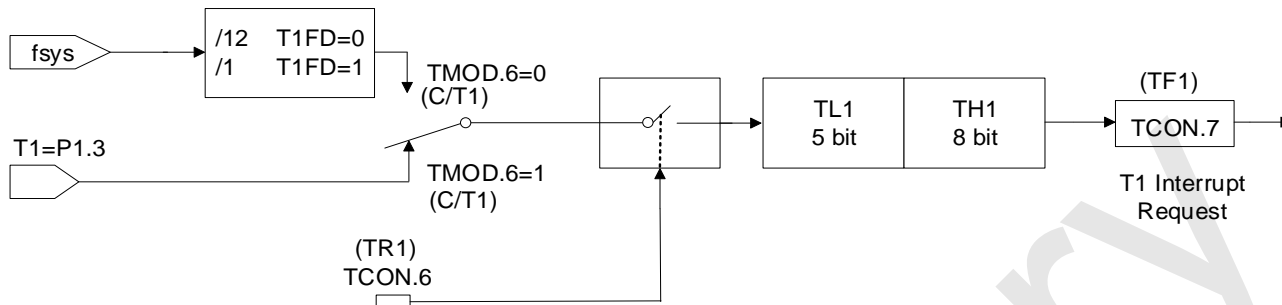 fsys
/12 T1FD=0
/1 T1FD=1
TMOD.6=0
(C/T1)
T1=P1.3
TMOD.6=1
(C/T1)
(TR1)
TCON.6
TL1
5 bit
TH1
8 bit
(TF1)
TCON.7
T1 Interrupt
Request
ry